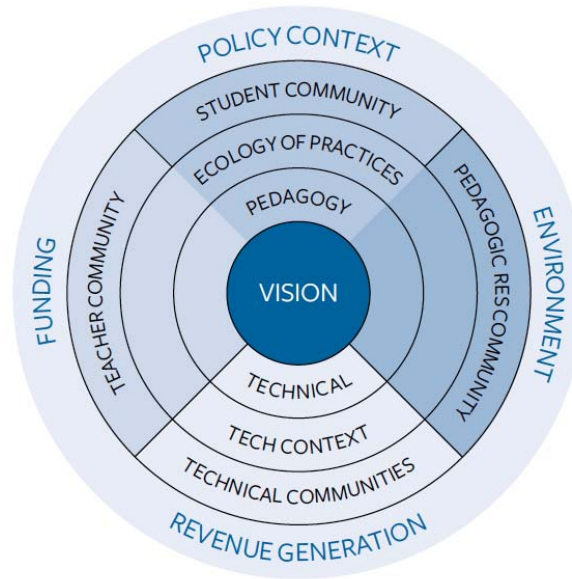 POLICY CONTEXT
STUDENT COMMUNITY
ECOLOGY OF PRACTICES
PEDAGOGY
VISION
FUNDING
TEACHER COMMUNITY
PEDAGOGIC RESCOMMUNITY
ENVIRONMENT
TECHNICAL
TECH CONTEXT
TECHNICAL COMMUNITIES
REVENUE GENERATION